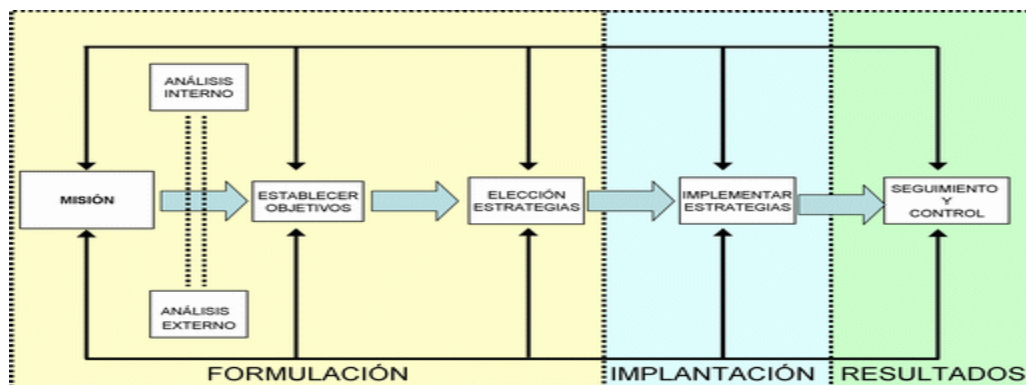 ANÁLISIS
INTERNO
MISIÓN
ESTABLECER
OBJETIVOS
ELECCIÓN
ESTRATEGIAS
IMPLEMENTAR
ESTRATEGIAS
SEGUIMIENTO
Y
CONTROL
ANÁLISIS
EXTERNO
FORMULACIÓN
IMPLANTACIÓN
RESULTADOS